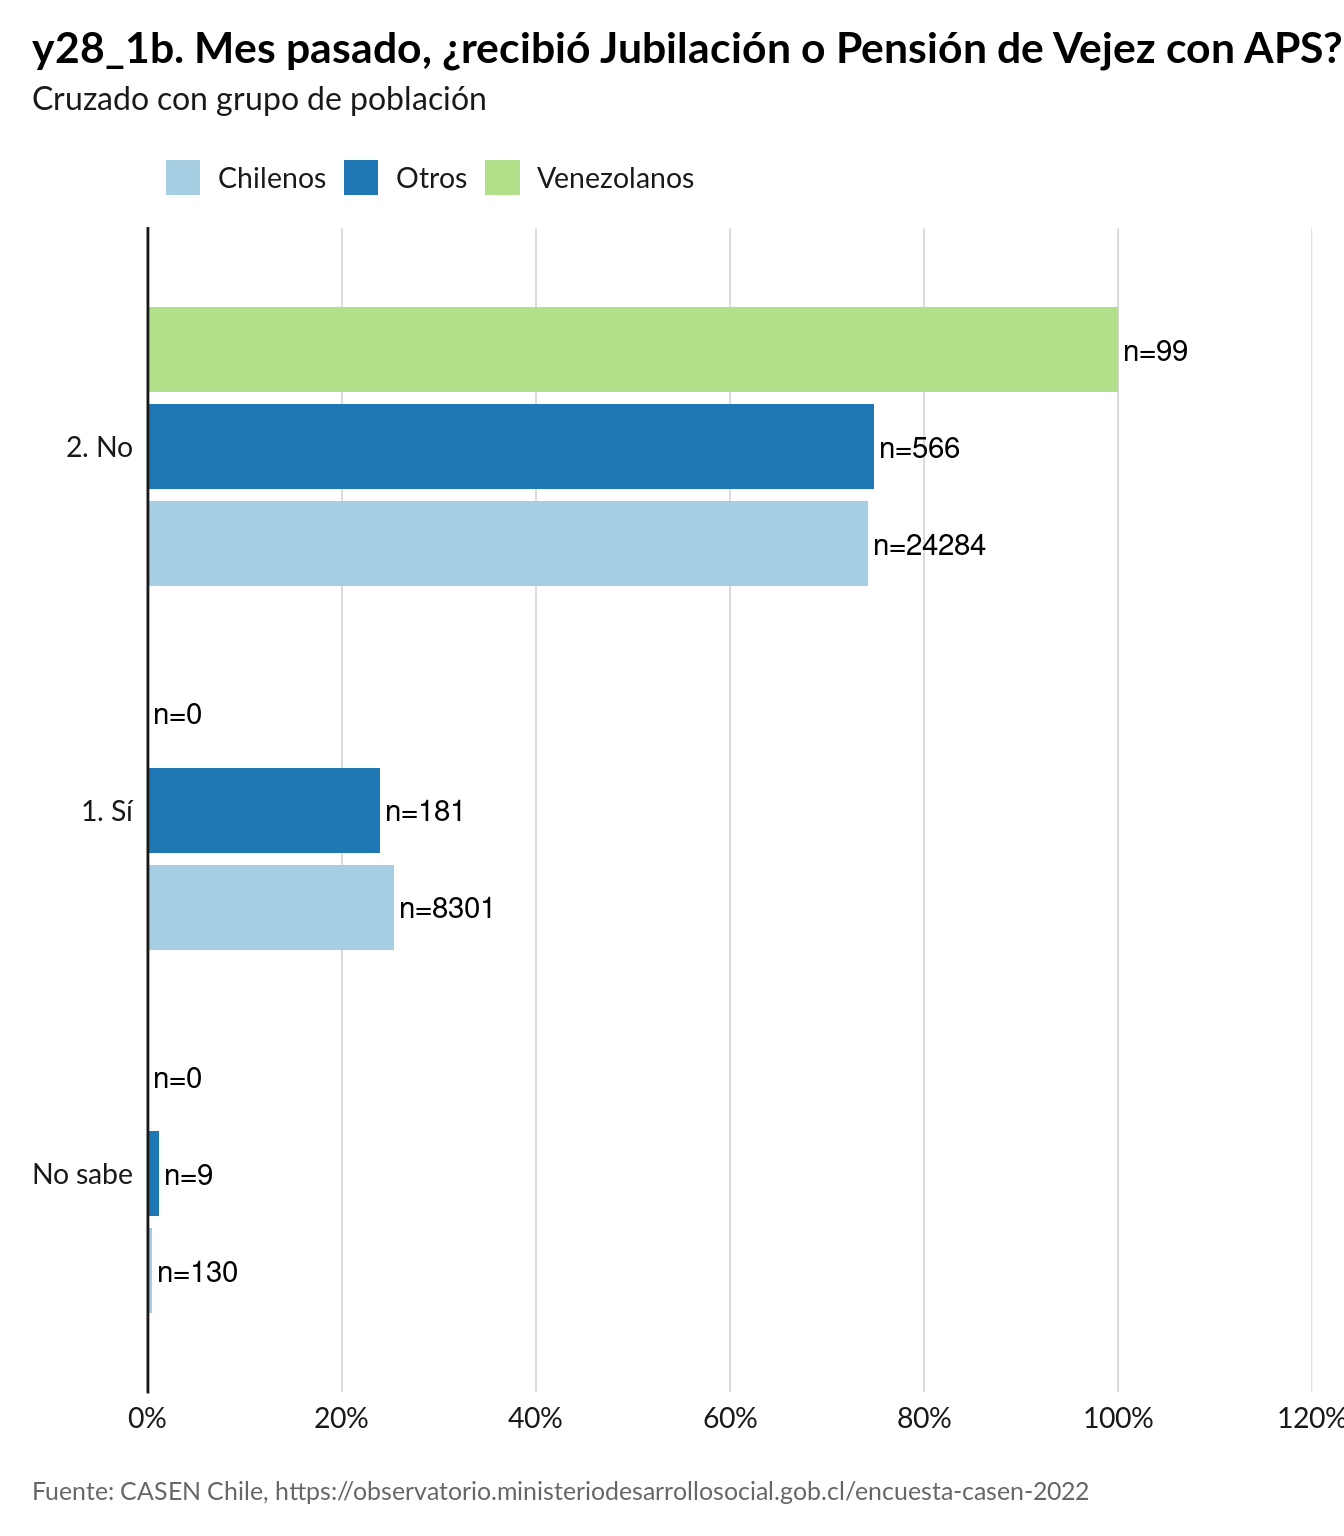 y28_1b. Mes pasado, ¿recibió Jubilación o Pensión de Vejez con APS?
Cruzado con grupo de población
Chilenos Otros Venezolanos
n=99
2. No n=566
n=24284
n=0
1. Sí n=181
n=8301
n=0
No sabe n=9
n=130
0% 20% 40% 60% 80% 100% 120%
Fuente: CASEN Chile, https://observatorio.ministeriodesarrollosocial.gob.cl/encuesta-casen-2022